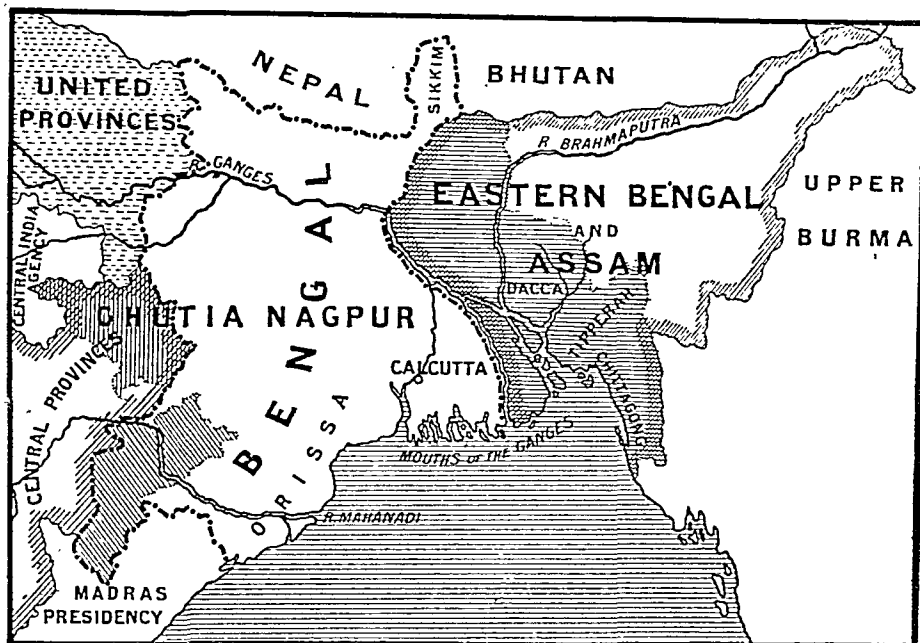 NEPAL
SIKKIM
BHUTAN
UNITED
PROVINCES
R. GANGES
R. BRAHMAPUTRA
EASTERN BENGAL
AND
ASSAM
UPPER
BURMA
DACCA
CENTRAL INDIA
AGENCY
CHUTIA NAGPUR
BENGAL
TIPPERAH
CHITTAGONG
CALCUTTA
CENTRAL PROVINCES
ORISSA
MOUTHS OF THE GANGES
R. MAHANADI
MADRAS
PRESIDENCY